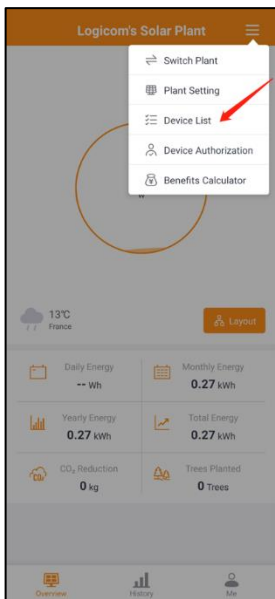 Logicom's Solar Plant
Switch Plant
Plant Setting
Device List
Device Authorization
Benefits Calculator
W
13°C
France
Layout
Daily Energy
-- Wh
Monthly Energy
0.27 kWh
Yearly Energy
0.27 kWh
Total Energy
0.27 kWh
CO₂ Reduction
0 kg
Trees Planted
0 Trees
Overview
History
Me